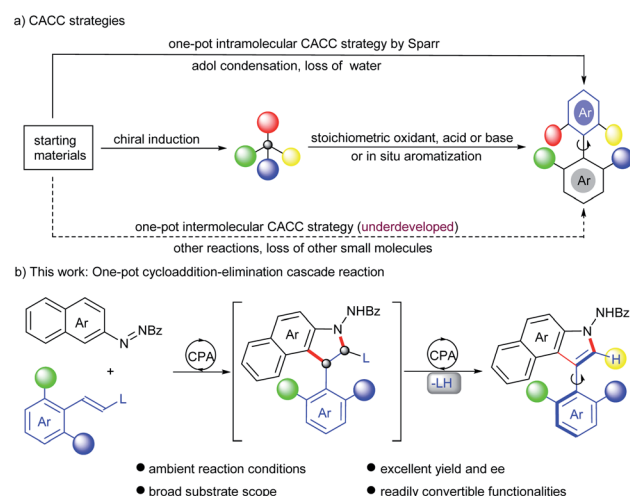 a) CACC strategies
one-pot intramolecular CACC strategy by Sparr
adol condensation, loss of water
starting
materials
chiral induction
stoichiometric oxidant, acid or base
or in situ aromatization
Ar
Ar
one-pot intermolecular CACC strategy (underdeveloped)
other reactions, loss of other small molecules
b) This work: One-pot cycloaddition-elimination cascade reaction
Ar
N
NBz
+
Ar
L
CPA
Ar
NHBz
N
L
Ar
CPA
-LH
Ar
NHBz
N
H
Ar
● ambient reaction conditions
● excellent yield and ee
● broad substrate scope
● readily convertible functionalities